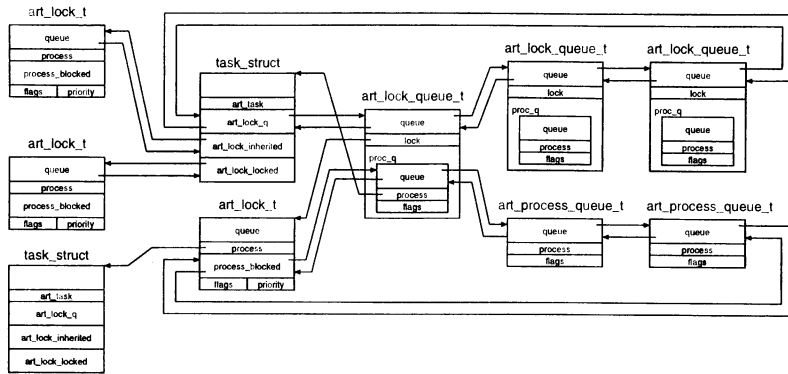 art_lock_t
queue
process
process_blocked
flags
priority
art_lock_t
queue
process
process_blocked
flags
priority
task_struct
art_task
art_lock_q
art_lock_inherited
art_lock_locked
task_struct
art_task
art_lock_q
art_lock_inherited
art_lock_locked
art_lock_t
queue
process
process_blocked
flags
priority
art_lock_queue_t
queue
lock
proc_q
queue
process
flags
art_lock_queue_t
queue
lock
proc_q
queue
process
flags
art_lock_queue_t
queue
lock
proc_q
queue
process
flags
art_process_queue_t
queue
process
flags
art_process_queue_t
queue
process
flags